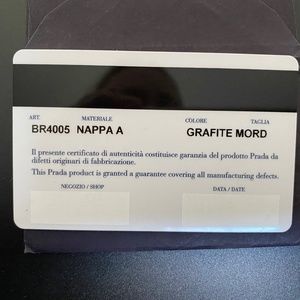 ART. MATERIALE COLORE TAGLIA
BR4005 NAPPA A GRAFITE MORD
Il presente certificato di autenticità costituisce garanzia del prodotto Prada da
difetti originari di fabbricazione.
This Prada product is granted a guarantee covering all manufacturing defects.
NEGOZIO / SHOP DATA / DATE